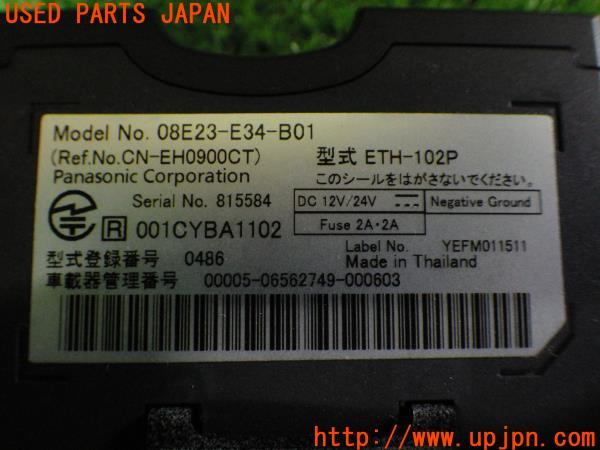 USED PARTS JAPAN
Model No. 08E23-E34-B01
(Ref.No.CN-EH0900CT) 型式 ETH-102P
Panasonic Corporation このシールをはがさないでください。
Serial No. 815584 DC 12V/24V Negative Ground
Fuse 2A・2A
R 001CYBA1102
Label No. YEFM011511
型式登録番号 0486 Made in Thailand
車載器管理番号 00005-06562749-000603
UPJ http://www.upjpn.com